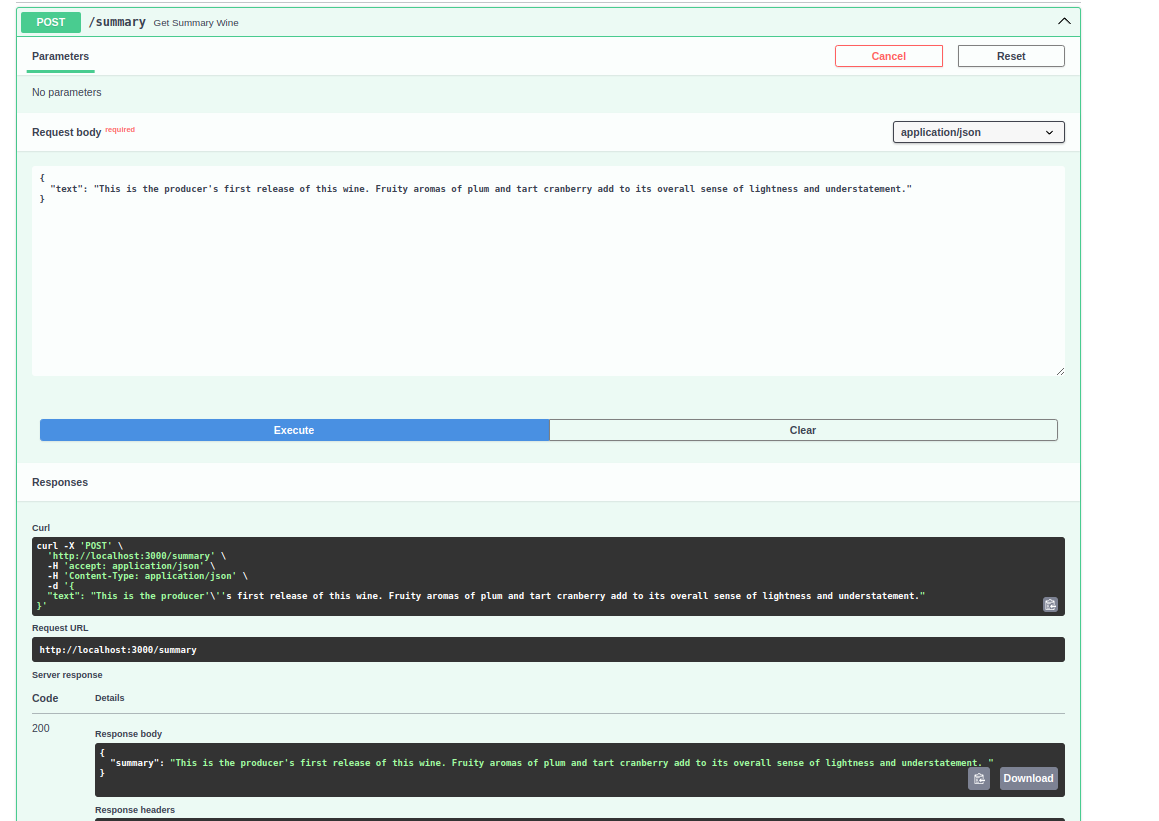 POST /summary Get Summary Wine
Parameters
Cancel
Reset
No parameters
Request body required
application/json
{
  "text": "This is the producer's first release of this wine. Fruity aromas of plum and tart cranberry add to its overall sense of lightness and understatement."
}
Execute
Clear
Responses
Curl
curl -X 'POST' \
  'http://localhost:3000/summary' \
  -H 'accept: application/json' \
  -H 'Content-Type: application/json' \
  -d '{
  "text": "This is the producer'\''s first release of this wine. Fruity aromas of plum and tart cranberry add to its overall sense of lightness and understatement."
}'
Request URL
http://localhost:3000/summary
Server response
Code Details
200
Response body
{
  "summary": "This is the producer's first release of this wine. Fruity aromas of plum and tart cranberry add to its overall sense of lightness and understatement. "
}
Download
Response headers